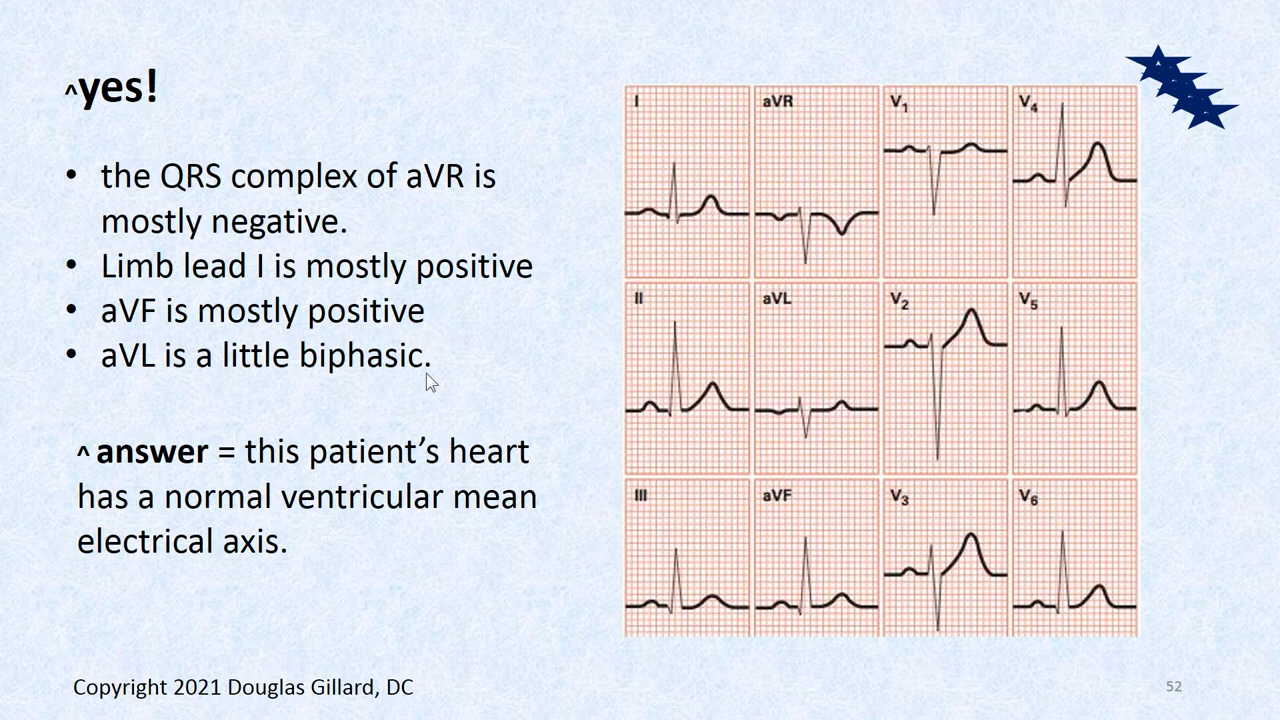 ^yes!
• the QRS complex of aVR is
mostly negative.
• Limb lead I is mostly positive
• aVF is mostly positive
• aVL is a little biphasic.
^ answer = this patient’s heart
has a normal ventricular mean
electrical axis.
I aVR V1 V4
II aVL V2 V5
III aVF V3 V6
Copyright 2021 Douglas Gillard, DC
52